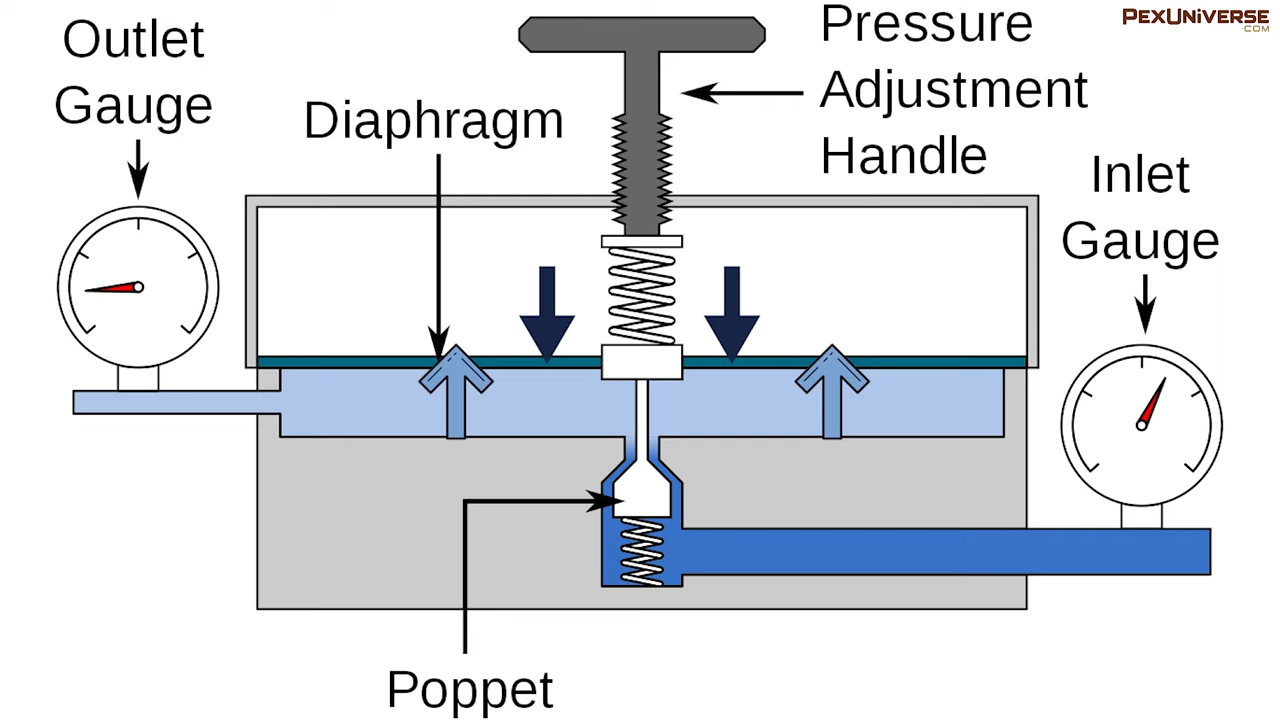 Outlet
Gauge
Diaphragm
Pressure
Adjustment
Handle
PEXUNIVERSE
.COM
Inlet
Gauge
Poppet